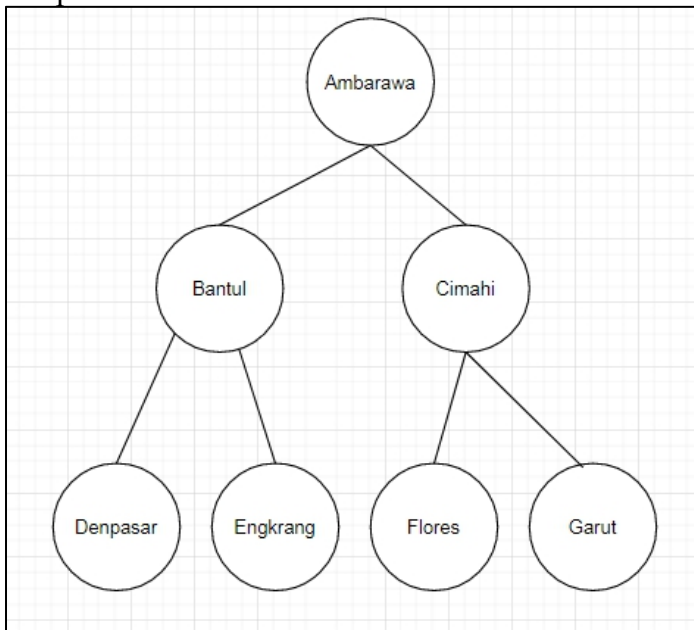 Ambarawa
Bantul
Cimahi
Denpasar
Engkrang
Flores
Garut